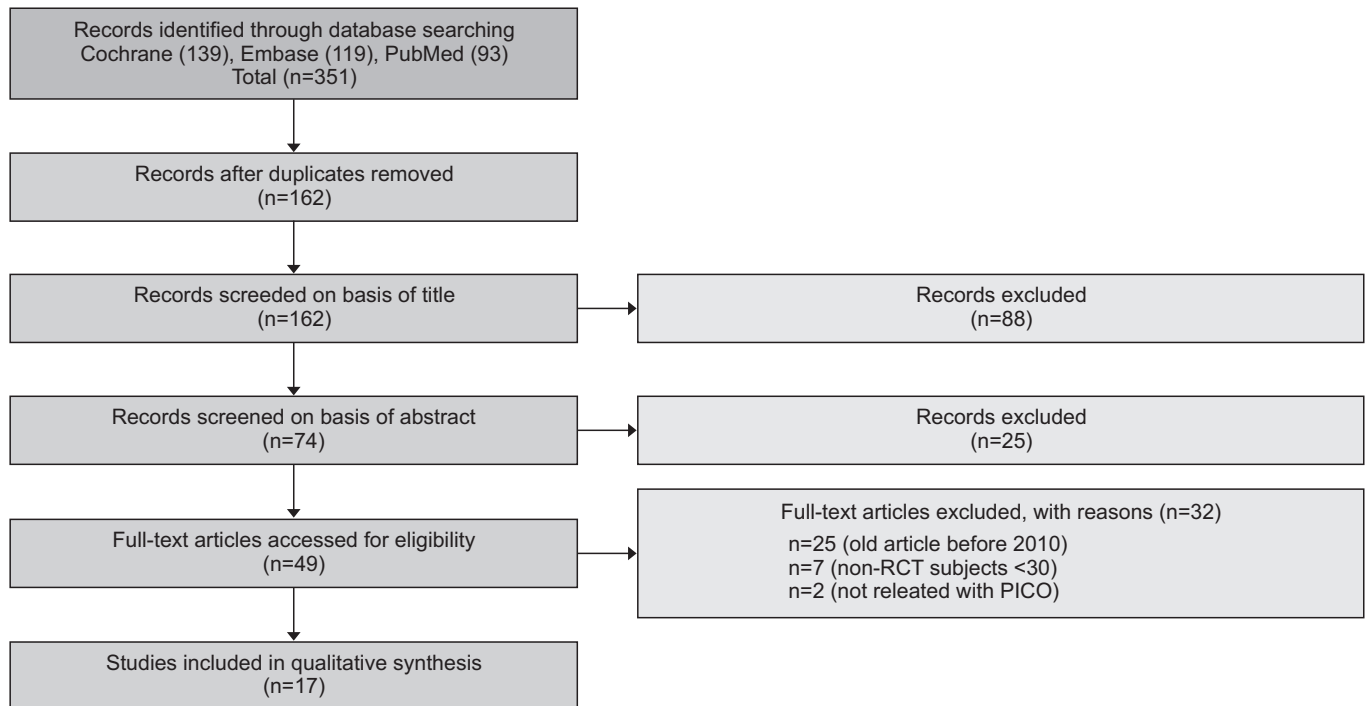 Records identified through database searching
Cochrane (139), Embase (119), PubMed (93)
Total (n=351)
Records after duplicates removed
(n=162)
Records screeded on basis of title
(n=162)
Records excluded
(n=88)
Records screened on basis of abstract
(n=74)
Records excluded
(n=25)
Full-text articles accessed for eligibility
(n=49)
Full-text articles excluded, with reasons (n=32)
n=25 (old article before 2010)
n=7 (non-RCT subjects <30)
n=2 (not releated with PICO)
Studies included in qualitative synthesis
(n=17)